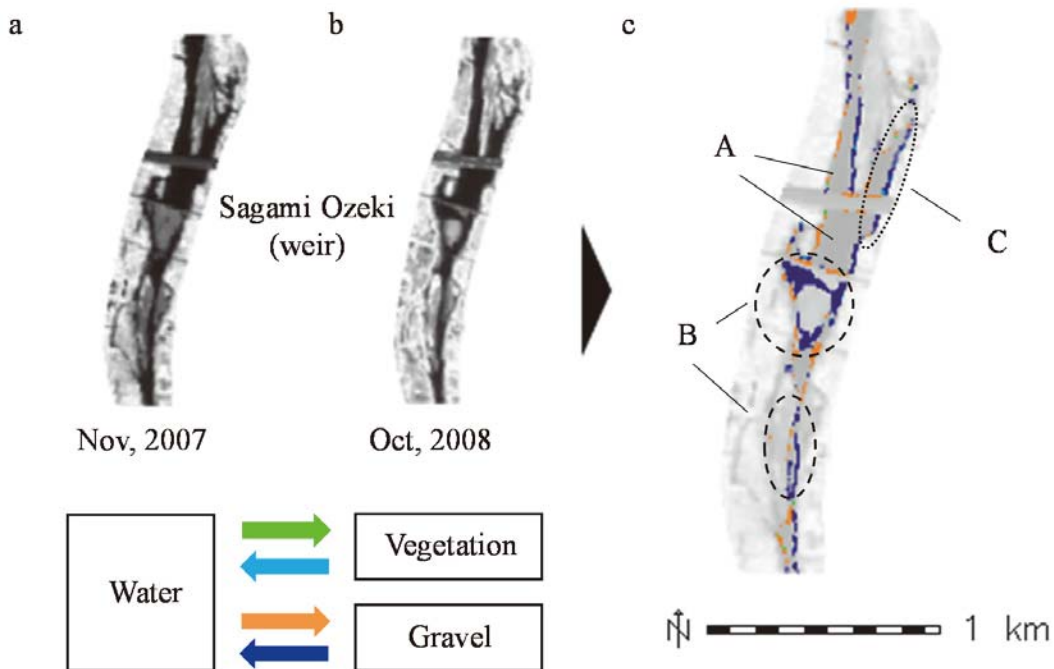 a
b
c
A
Sagami Ozeki
(weir)
C
B
Nov, 2007
Oct, 2008
Water
Vegetation
Gravel
N
1 km